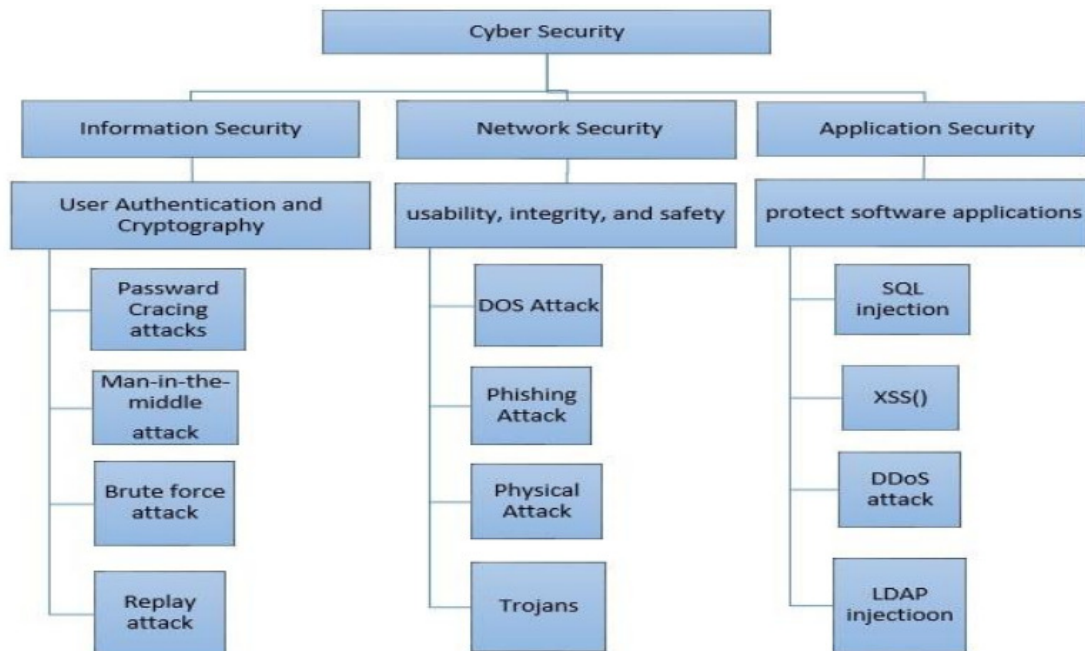 Cyber Security
Information Security
Network Security
Application Security
User Authentication and
Cryptography
usability, integrity, and safety
protect software applications
Passward
Cracing
attacks
DOS Attack
SQL
injection
Man-in-the-
middle
attack
Phishing
Attack
XSS()
Brute force
attack
Physical
Attack
DDoS
attack
Replay
attack
Trojans
LDAP
injectioon